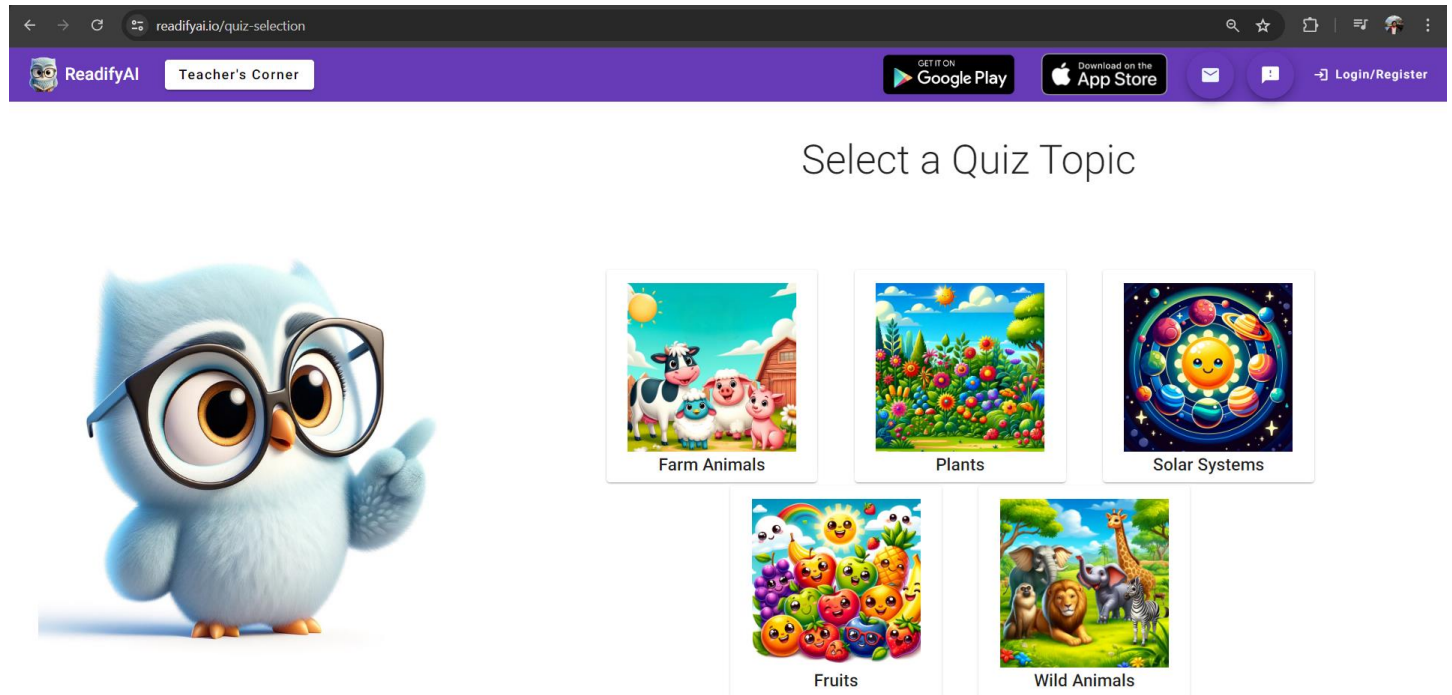 readifyai.io/quiz-selection
ReadifyAI
Teacher's Corner
GET IT ON
Google Play
Download on the
App Store
Login/Register
Select a Quiz Topic
Farm Animals
Plants
Solar Systems
Fruits
Wild Animals